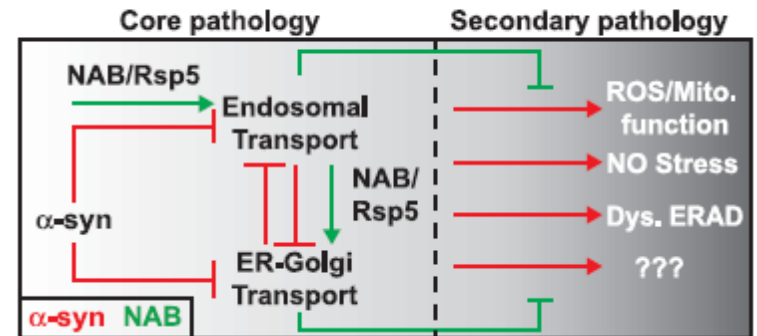 Core pathology
Secondary pathology
NAB/Rsp5
Endosomal
Transport
ROS/Mito.
function
NO Stress
NAB/
Rsp5
α-syn
Dys. ERAD
ER-Golgi
Transport
???
α-syn NAB